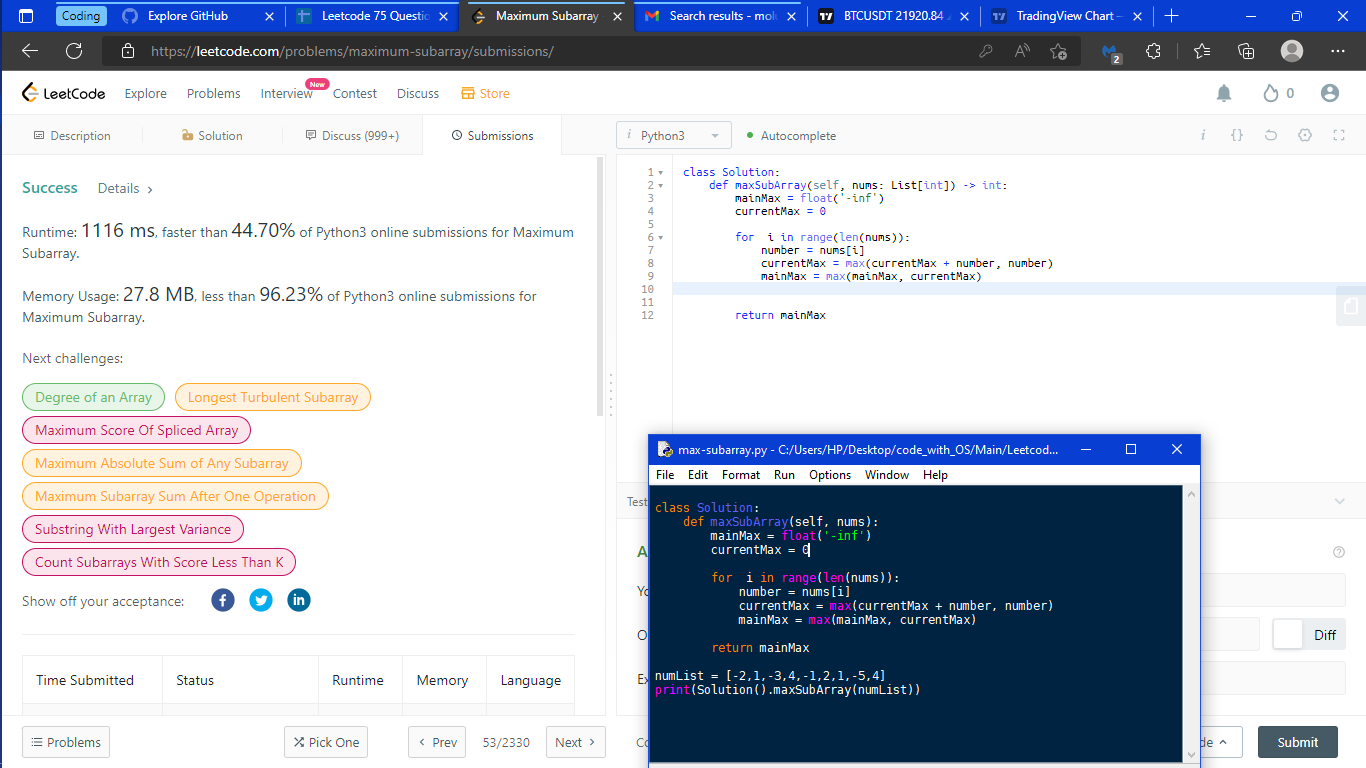 Coding
Explore GitHub
Leetcode 75 Questio
Maximum Subarray
Search results - molu
BTCUSDT 21920.84
TradingView Chart –
https://leetcode.com/problems/maximum-subarray/submissions/
2
LeetCode
Explore
Problems
Interview
New
Contest
Discuss
Store
0
Description
Solution
Discuss (999+)
Submissions
i Python3
Autocomplete
i {}
Success
Details >
Runtime: 1116 ms, faster than 44.70% of Python3 online submissions for Maximum
Subarray.
Memory Usage: 27.8 MB, less than 96.23% of Python3 online submissions for
Maximum Subarray.
Next challenges:
Degree of an Array
Longest Turbulent Subarray
Maximum Score Of Spliced Array
Maximum Absolute Sum of Any Subarray
Maximum Subarray Sum After One Operation
Substring With Largest Variance
Count Subarrays With Score Less Than K
Show off your acceptance:
Time Submitted
Status
Runtime
Memory
Language
Problems
Pick One
< Prev
53/2330
Next >
1 class Solution:
2     def maxSubArray(self, nums: List[int]) -> int:
3         mainMax = float('-inf')
4         currentMax = 0
5
6         for  i in range(len(nums)):
7             number = nums[i]
8             currentMax = max(currentMax + number, number)
9             mainMax = max(mainMax, currentMax)
10
11
12         return mainMax
Test
max-subarray.py - C:/Users/HP/Desktop/code_with_OS/Main/Leetcod...
File Edit Format Run Options Window Help
class Solution:
    def maxSubArray(self, nums):
        mainMax = float('-inf')
        currentMax = 0

        for  i in range(len(nums)):
            number = nums[i]
            currentMax = max(currentMax + number, number)
            mainMax = max(mainMax, currentMax)

        return mainMax

numList = [-2,1,-3,4,-1,2,1,-5,4]
print(Solution().maxSubArray(numList))
A
Yo
O
Diff
Ex
Co
de
Submit